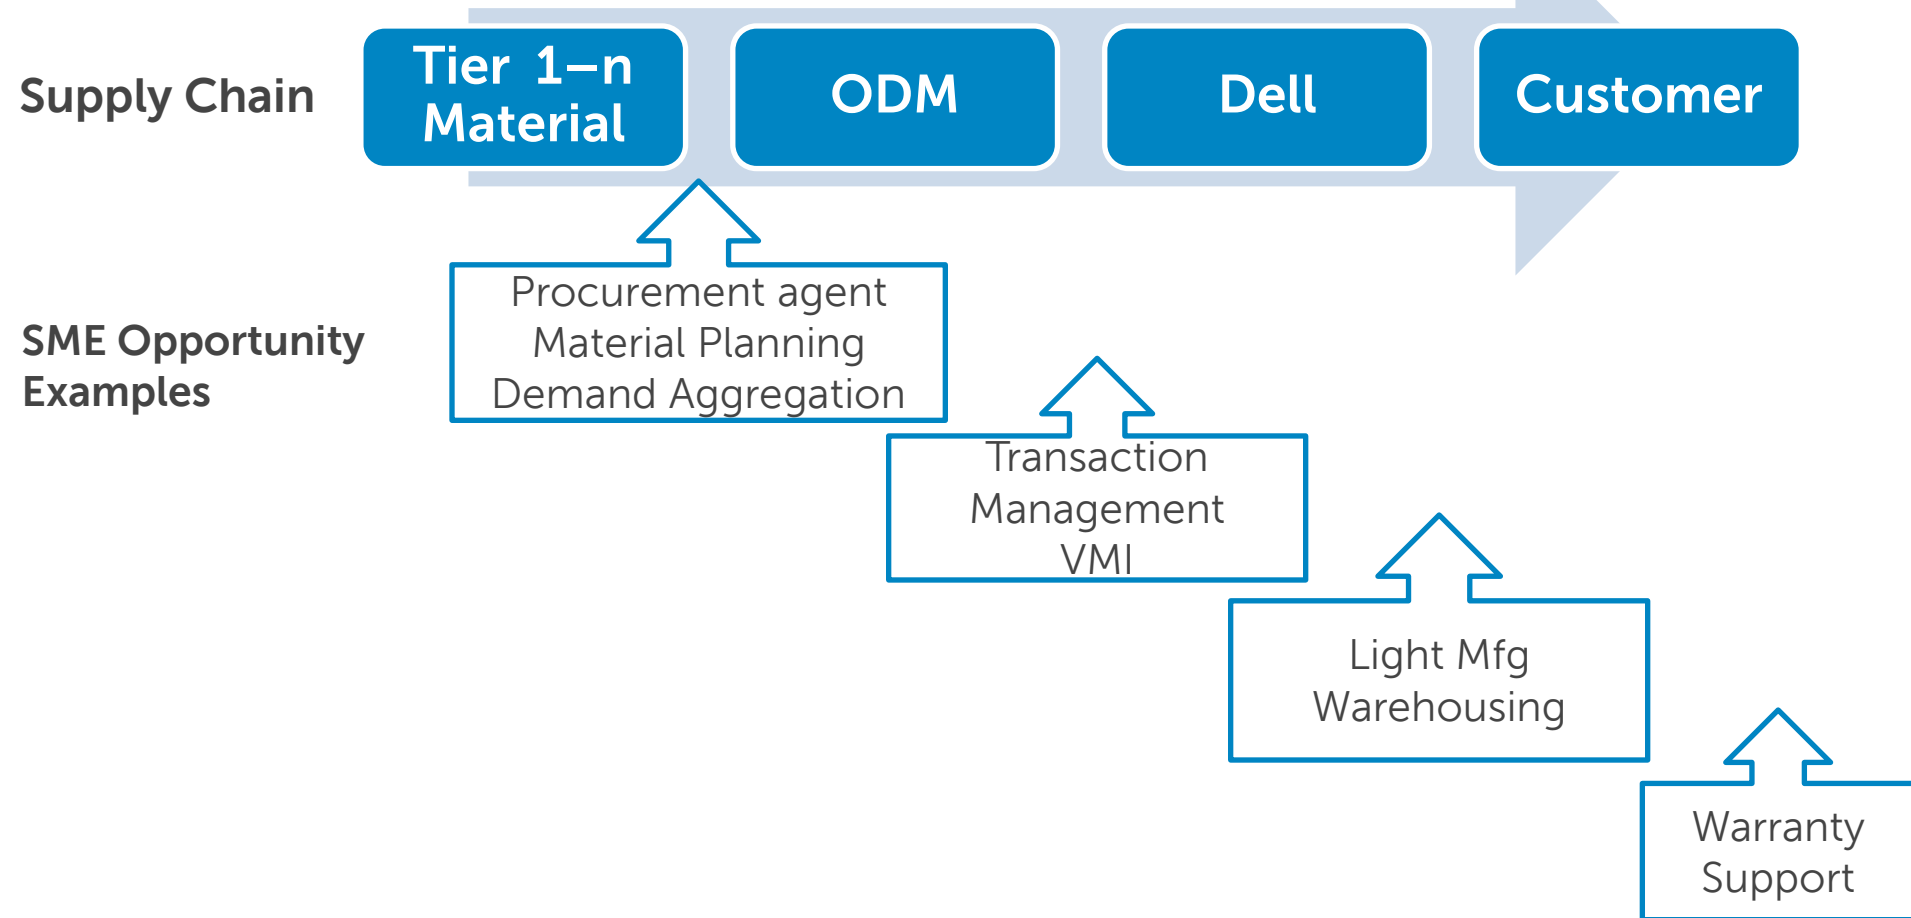 Supply Chain
Tier 1–n
Material
ODM
Dell
Customer
SME Opportunity
Examples
Procurement agent
Material Planning
Demand Aggregation
Transaction
Management
VMI
Light Mfg
Warehousing
Warranty
Support